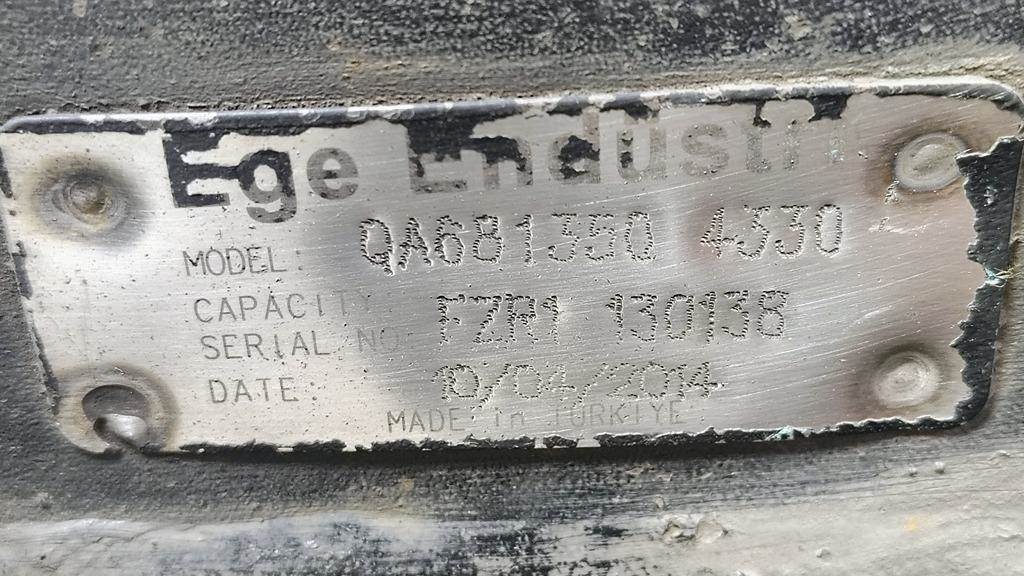 Ege Endüstri
MODEL: QA681350 4330
CAPACITY
SERIAL NO FZR1 130138
DATE: 10/04/2014
MADE in TÜRKİYE